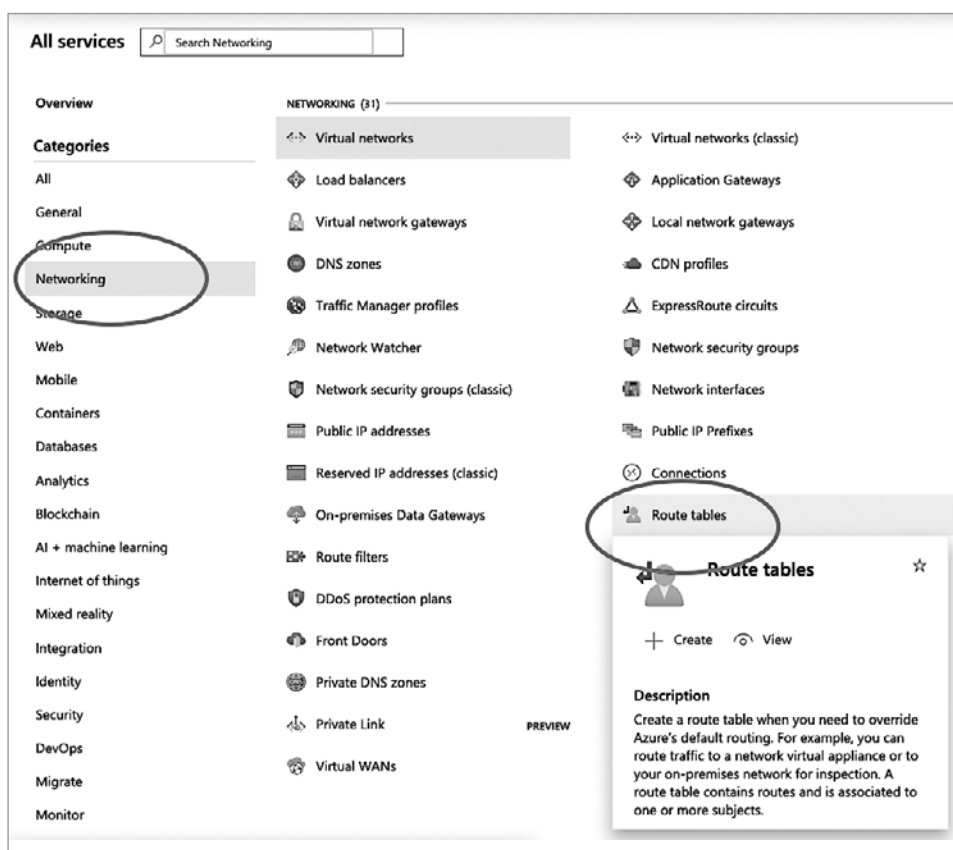 All services
Search Networking
Overview
Categories
All
General
Compute
Networking
Storage
Web
Mobile
Containers
Databases
Analytics
Blockchain
AI + machine learning
Internet of things
Mixed reality
Integration
Identity
Security
DevOps
Migrate
Monitor
NETWORKING (31)
Virtual networks
Load balancers
Virtual network gateways
DNS zones
Traffic Manager profiles
Network Watcher
Network security groups (classic)
Public IP addresses
Reserved IP addresses (classic)
On-premises Data Gateways
Route filters
DDoS protection plans
Front Doors
Private DNS zones
Private Link PREVIEW
Virtual WANs
Virtual networks (classic)
Application Gateways
Local network gateways
CDN profiles
ExpressRoute circuits
Network security groups
Network interfaces
Public IP Prefixes
Connections
Route tables
Route tables
Create View
Description
Create a route table when you need to override
Azure's default routing. For example, you can
route traffic to a network virtual appliance or to
your on-premises network for inspection. A
route table contains routes and is associated to
one or more subjects.